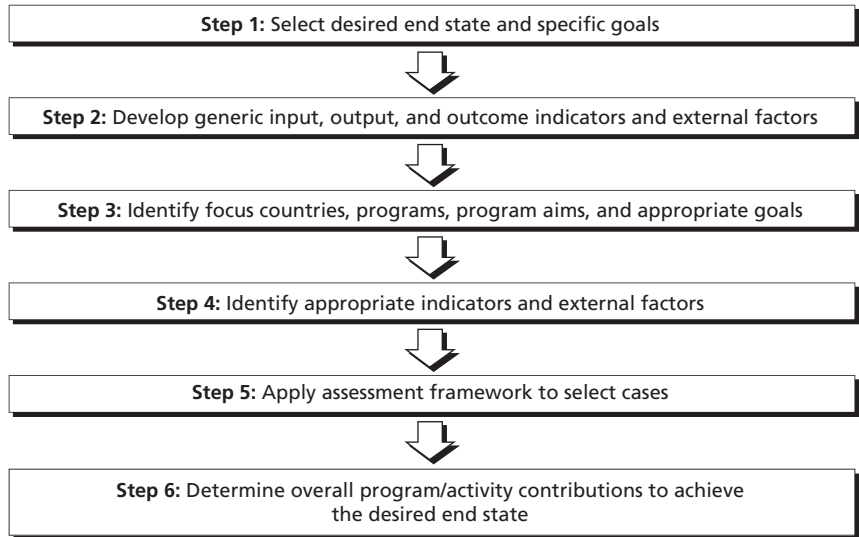 Step 1: Select desired end state and specific goals
Step 2: Develop generic input, output, and outcome indicators and external factors
Step 3: Identify focus countries, programs, program aims, and appropriate goals
Step 4: Identify appropriate indicators and external factors
Step 5: Apply assessment framework to select cases
Step 6: Determine overall program/activity contributions to achieve
the desired end state